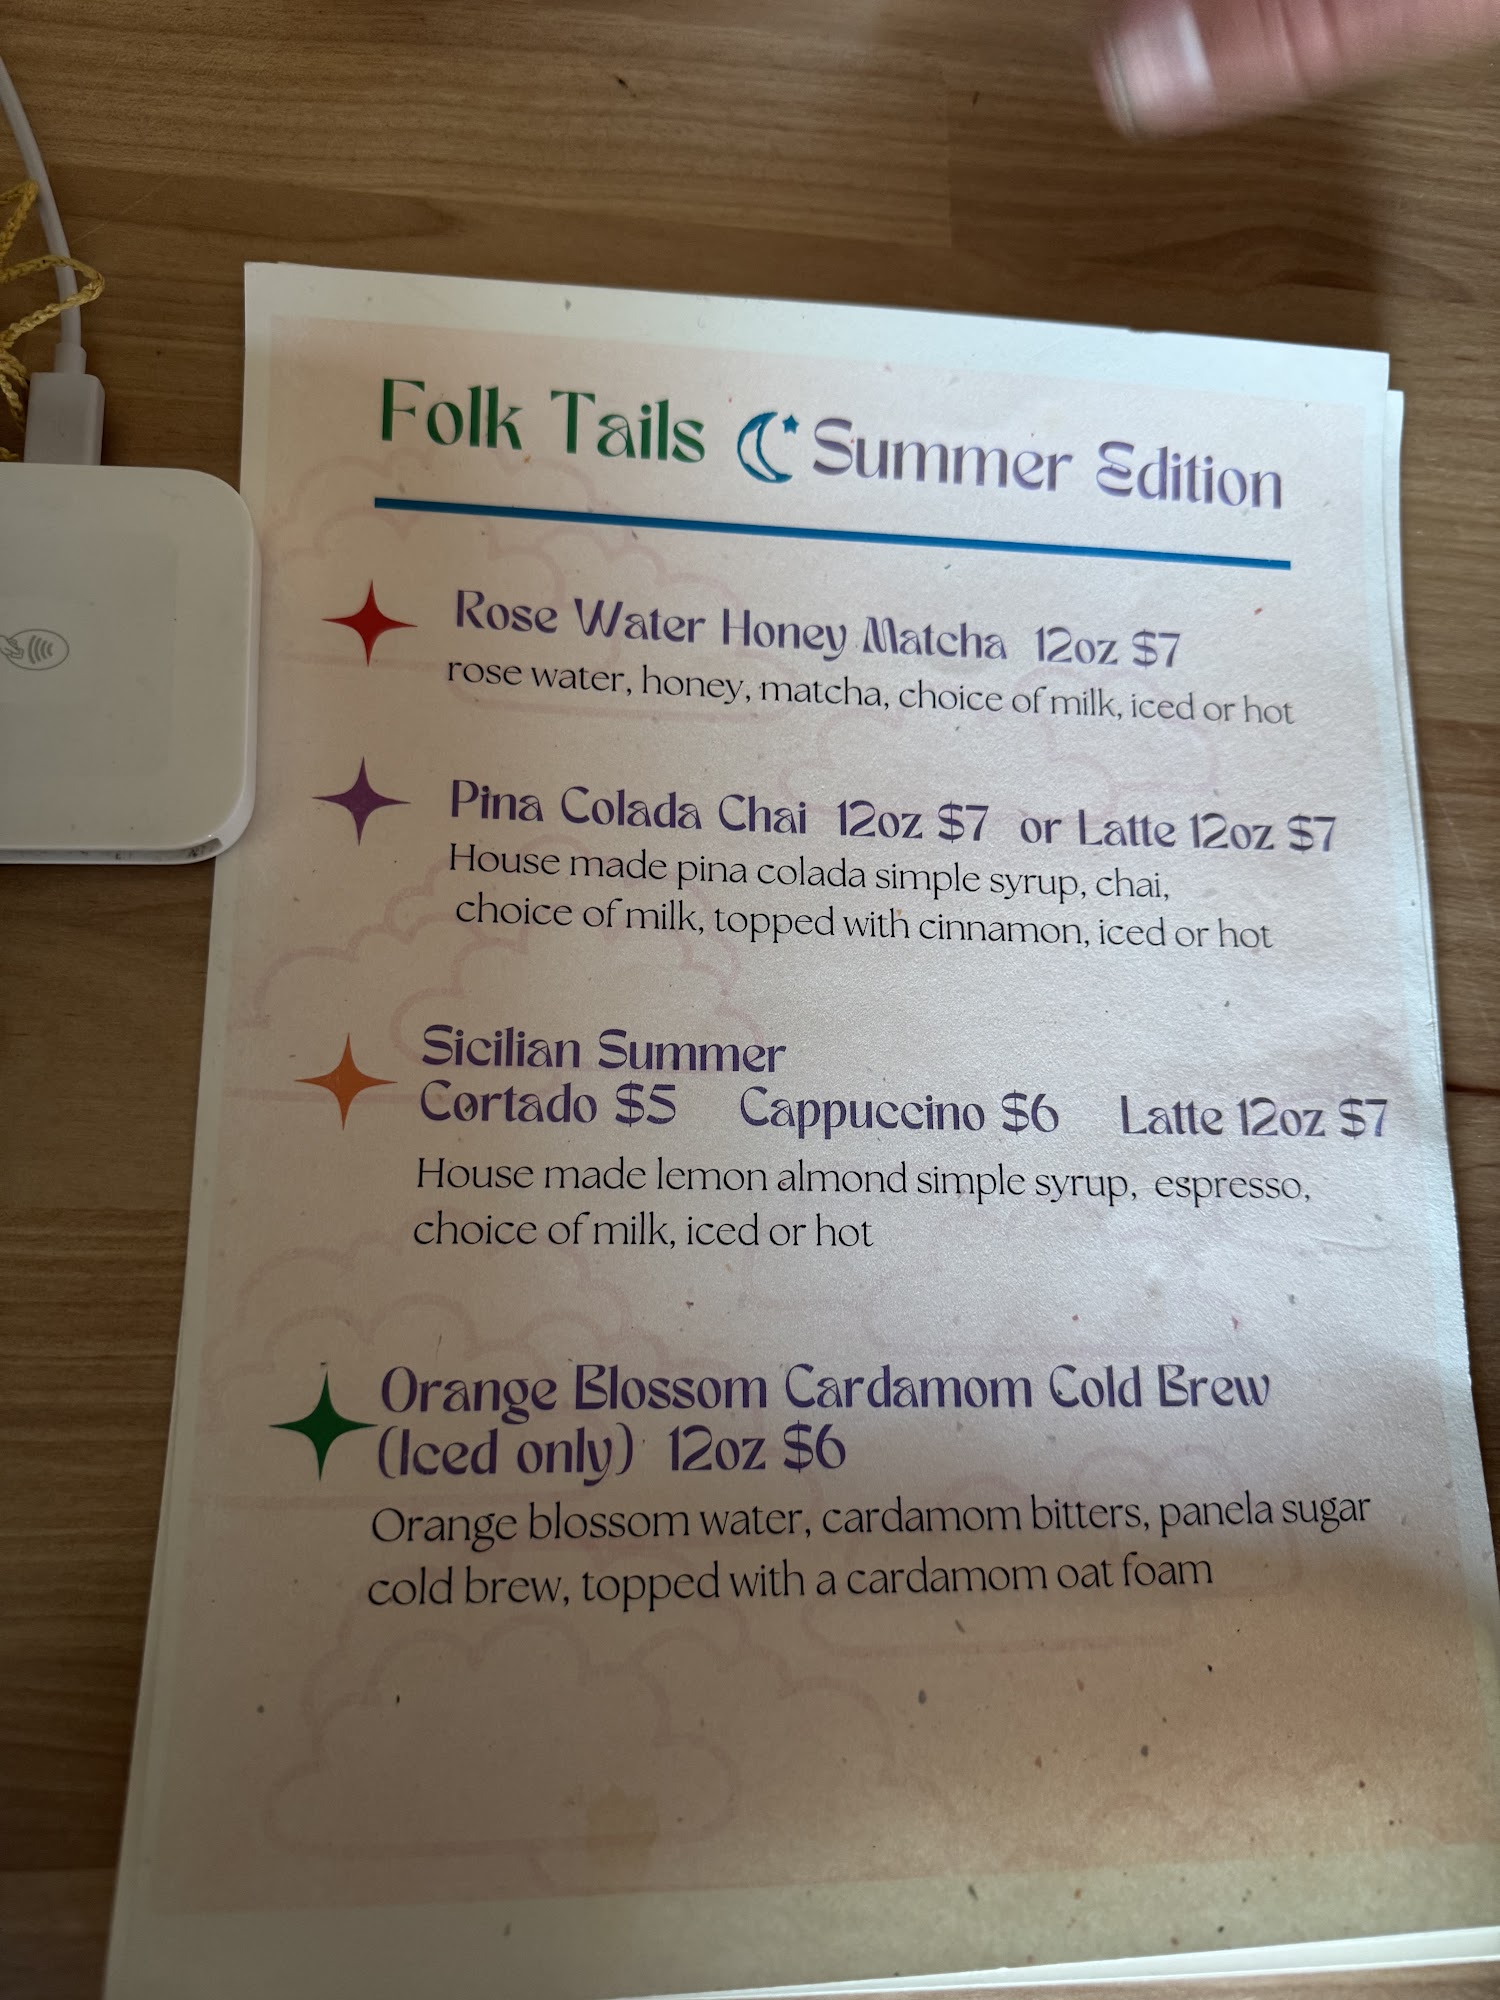 Folk Tails Summer Edition
Rose Water Honey Matcha 12oz $7
rose water, honey, matcha, choice of milk, iced or hot
Pina Colada Chai 12oz $7 or Latte 12oz $7
House made pina colada simple syrup, chai,
choice of milk, topped with cinnamon, iced or hot
Sicilian Summer
Cortado $5 Cappuccino $6 Latte 12oz $7
House made lemon almond simple syrup, espresso,
choice of milk, iced or hot
Orange Blossom Cardamom Cold Brew
(Iced only) 12oz $6
Orange blossom water, cardamom bitters, panela sugar
cold brew, topped with a cardamom oat foam